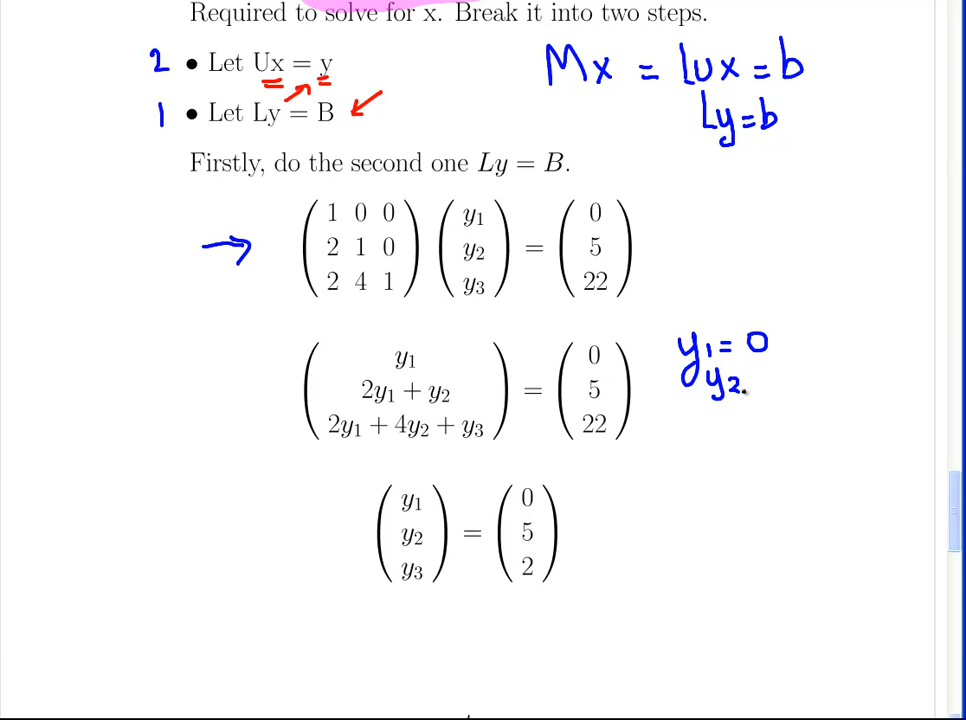 Required to solve for x. Break it into two steps.
2 • Let Ux = y
Mx = LUx = b
1 • Let Ly = B
Ly = b
Firstly, do the second one Ly = B.
( 1 0 0 ) ( y1 ) ( 0 )
( 2 1 0 ) ( y2 ) = ( 5 )
( 2 4 1 ) ( y3 ) ( 22 )
( y1 ) ( 0 )
( 2y1 + y2 ) = ( 5 )
( 2y1 + 4y2 + y3 ) ( 22 )
y1 = 0
y2
( y1 ) ( 0 )
( y2 ) = ( 5 )
( y3 ) ( 2 )